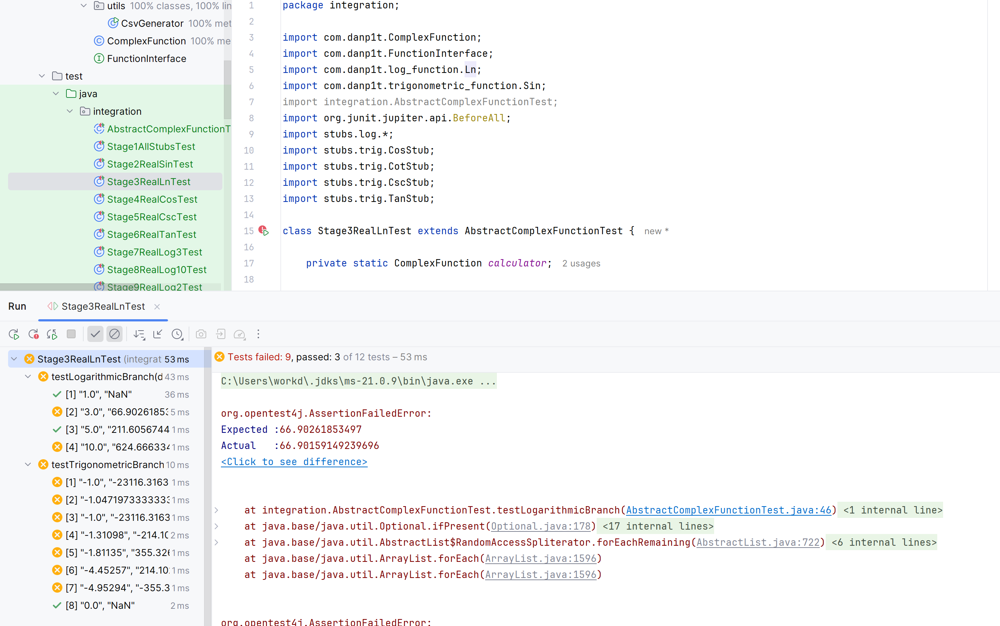 utils 100% classes, 100% lin
CsvGenerator 100% met
ComplexFunction 100% me
FunctionInterface
test
java
integration
AbstractComplexFunctionT
Stage1AllStubsTest
Stage2RealSinTest
Stage3RealLnTest
Stage4RealCosTest
Stage5RealCscTest
Stage6RealTanTest
Stage7RealLog3Test
Stage8RealLog10Test
Stage9RealLog2Test
1 package integration;
2
3 import com.danp1t.ComplexFunction;
4 import com.danp1t.FunctionInterface;
5 import com.danp1t.log_function.Ln;
6 import com.danp1t.trigonometric_function.Sin;
7 import integration.AbstractComplexFunctionTest;
8 import org.junit.jupiter.api.BeforeAll;
9 import stubs.log.*;
10 import stubs.trig.CosStub;
11 import stubs.trig.CotStub;
12 import stubs.trig.CscStub;
13 import stubs.trig.TanStub;
14
15 class Stage3RealLnTest extends AbstractComplexFunctionTest { new *
16
17 private static ComplexFunction calculator; 2 usages
18
Run Stage3RealLnTest
Stage3RealLnTest (integrat 53 ms
testLogarithmicBranch(d 43 ms
[1] "1.0", "NaN" 36 ms
[2] "3.0", "66.90261853 5 ms
[3] "5.0", "211.6056744 1 ms
[4] "10.0", "624.666334 1 ms
testTrigonometricBranch 10 ms
[1] "-1.0", "-23116.3163 1 ms
[2] "-1.0471973333333 1 ms
[3] "-1.0", "-23116.3163 1 ms
[4] "-1.31098", "-214.10 2 ms
[5] "-1.81135", "355.326 1 ms
[6] "-4.45257", "214.10 1 ms
[7] "-4.95294", "-355.3 1 ms
[8] "0.0", "NaN" 2 ms
Tests failed: 9, passed: 3 of 12 tests – 53 ms
C:\Users\workd\.jdks\ms-21.0.9\bin\java.exe ...
org.opentest4j.AssertionFailedError:
Expected :66.90261853497
Actual   :66.90159149239696
<Click to see difference>
at integration.AbstractComplexFunctionTest.testLogarithmicBranch(AbstractComplexFunctionTest.java:46) <1 internal line>
at java.base/java.util.Optional.ifPresent(Optional.java:178) <17 internal lines>
at java.base/java.util.AbstractList$RandomAccessSpliterator.forEachRemaining(AbstractList.java:722) <6 internal lines>
at java.base/java.util.ArrayList.forEach(ArrayList.java:1596)
at java.base/java.util.ArrayList.forEach(ArrayList.java:1596)
org.opentest4j.AssertionFailedError: